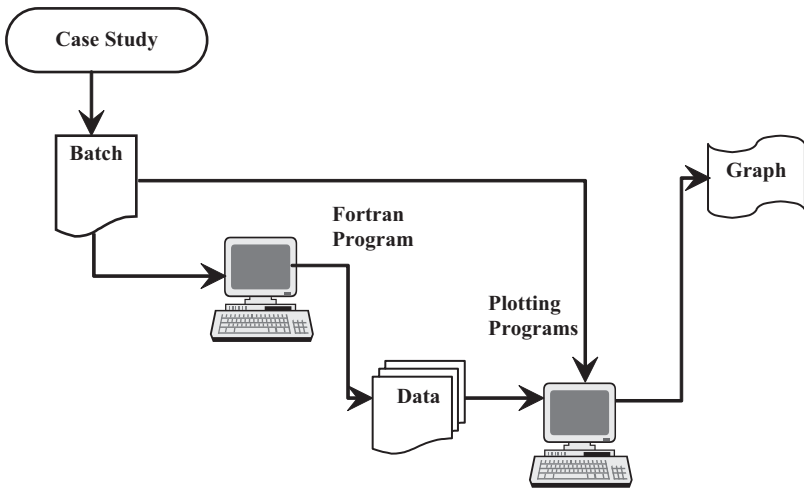 Case Study
Batch
Graph
Fortran
Program
Plotting
Programs
Data